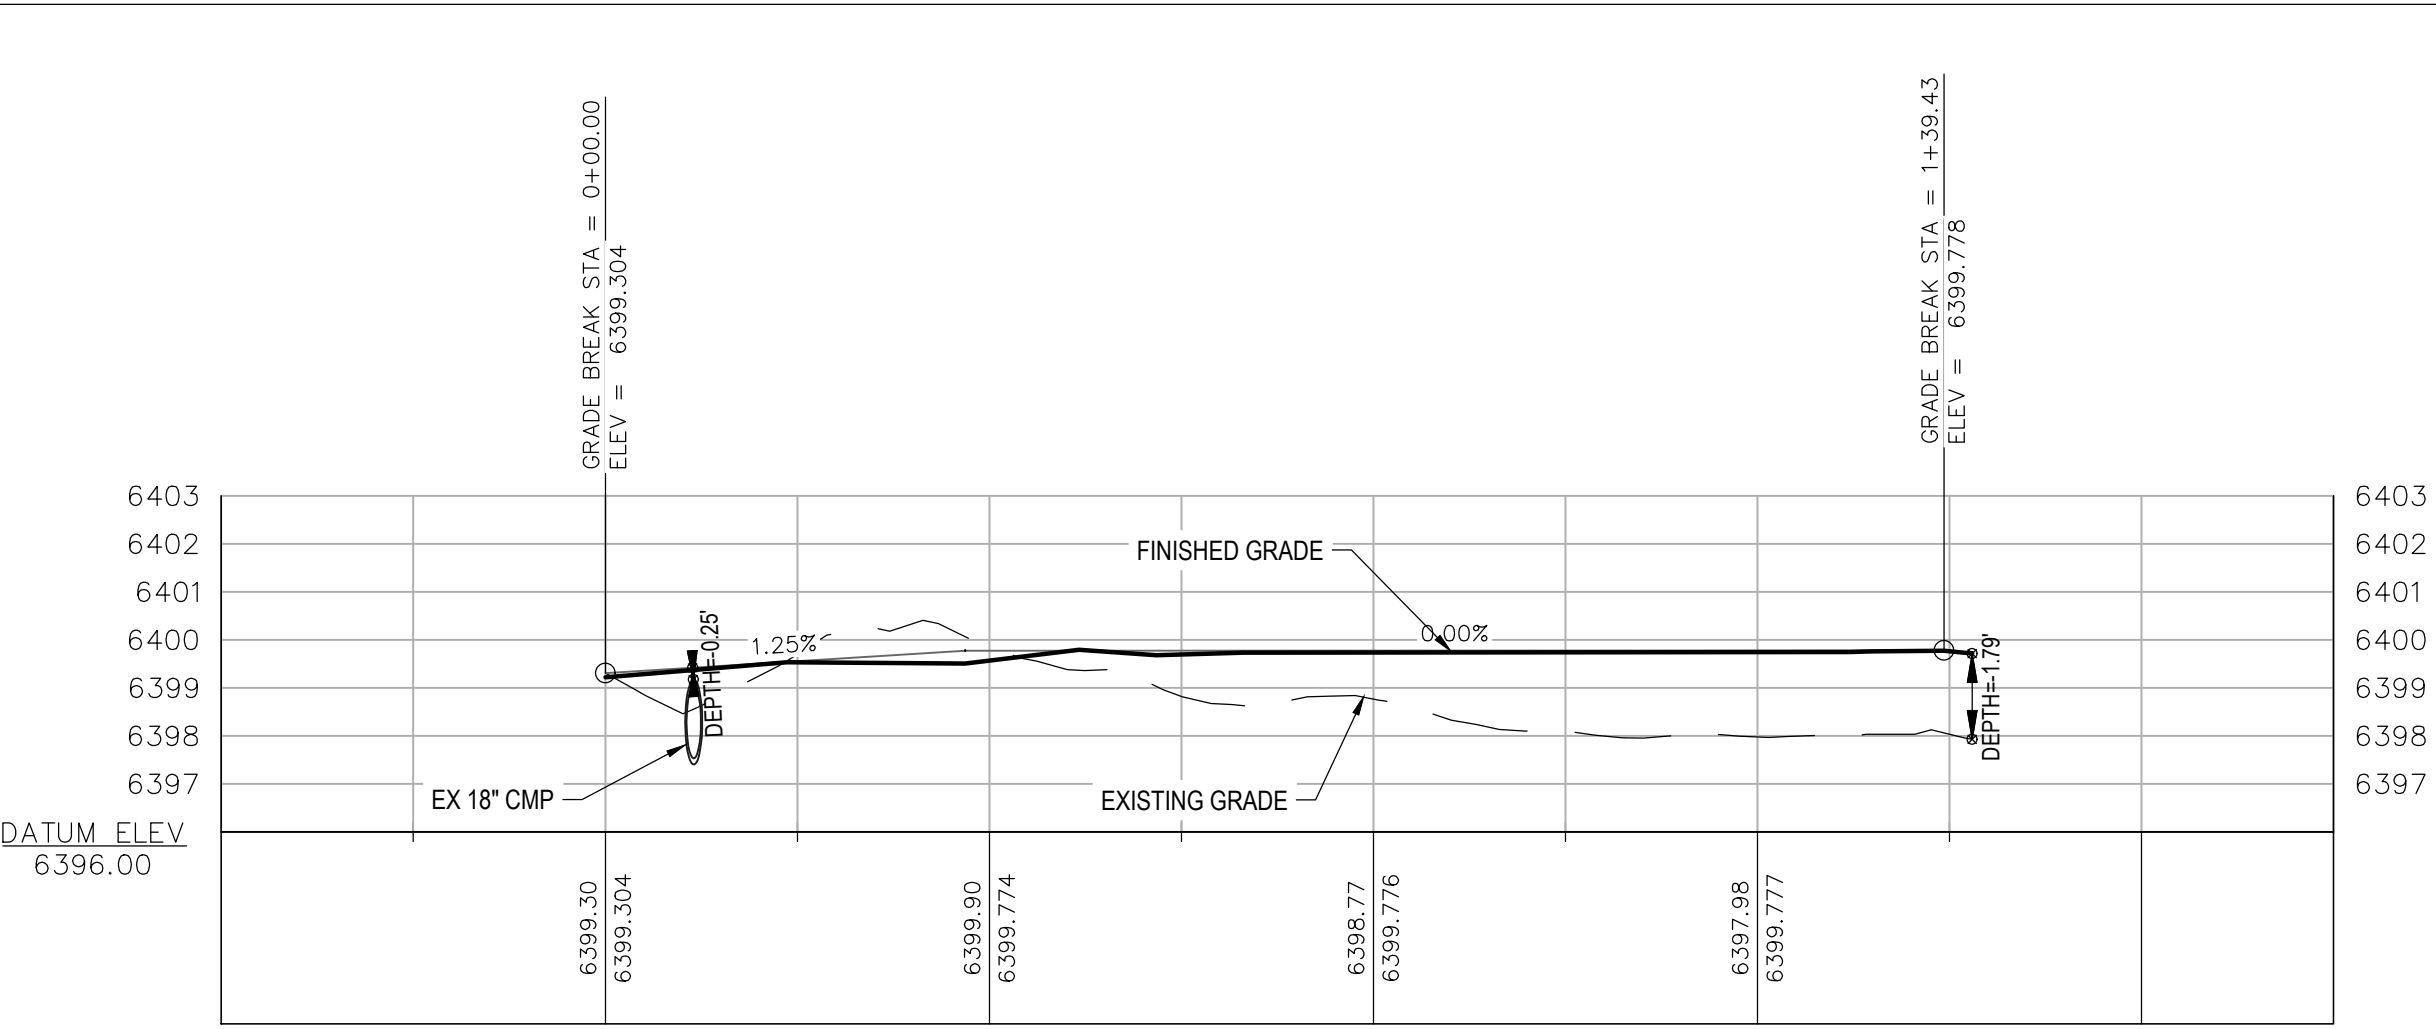 GRADE BREAK STA = 0+00.00
ELEV = 6399.304
GRADE BREAK STA = 1+39.43
ELEV = 6399.778
6403
6403
6402
FINISHED GRADE
6402
6401
6401
6400
1.25%
0.00%
6400
DEPTH=-0.25'
DEPTH=-1.79'
6399
6399
6398
6398
6397
EX 18" CMP
EXISTING GRADE
6397
DATUM ELEV
6396.00
6399.30
6399.304
6399.90
6399.774
6398.77
6399.776
6397.98
6399.777